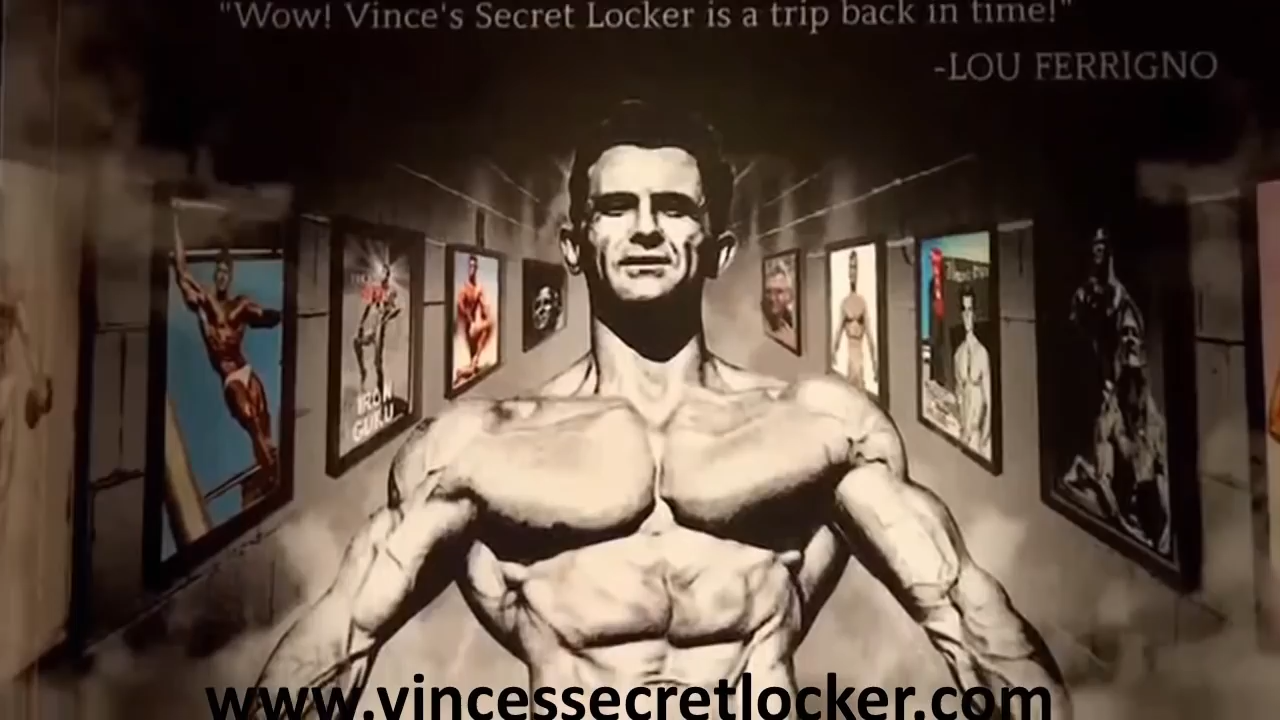 "Wow! Vince's Secret Locker is a trip back in time!"
-LOU FERRIGNO
IRON
GURU
www.vincessecretlocker.com